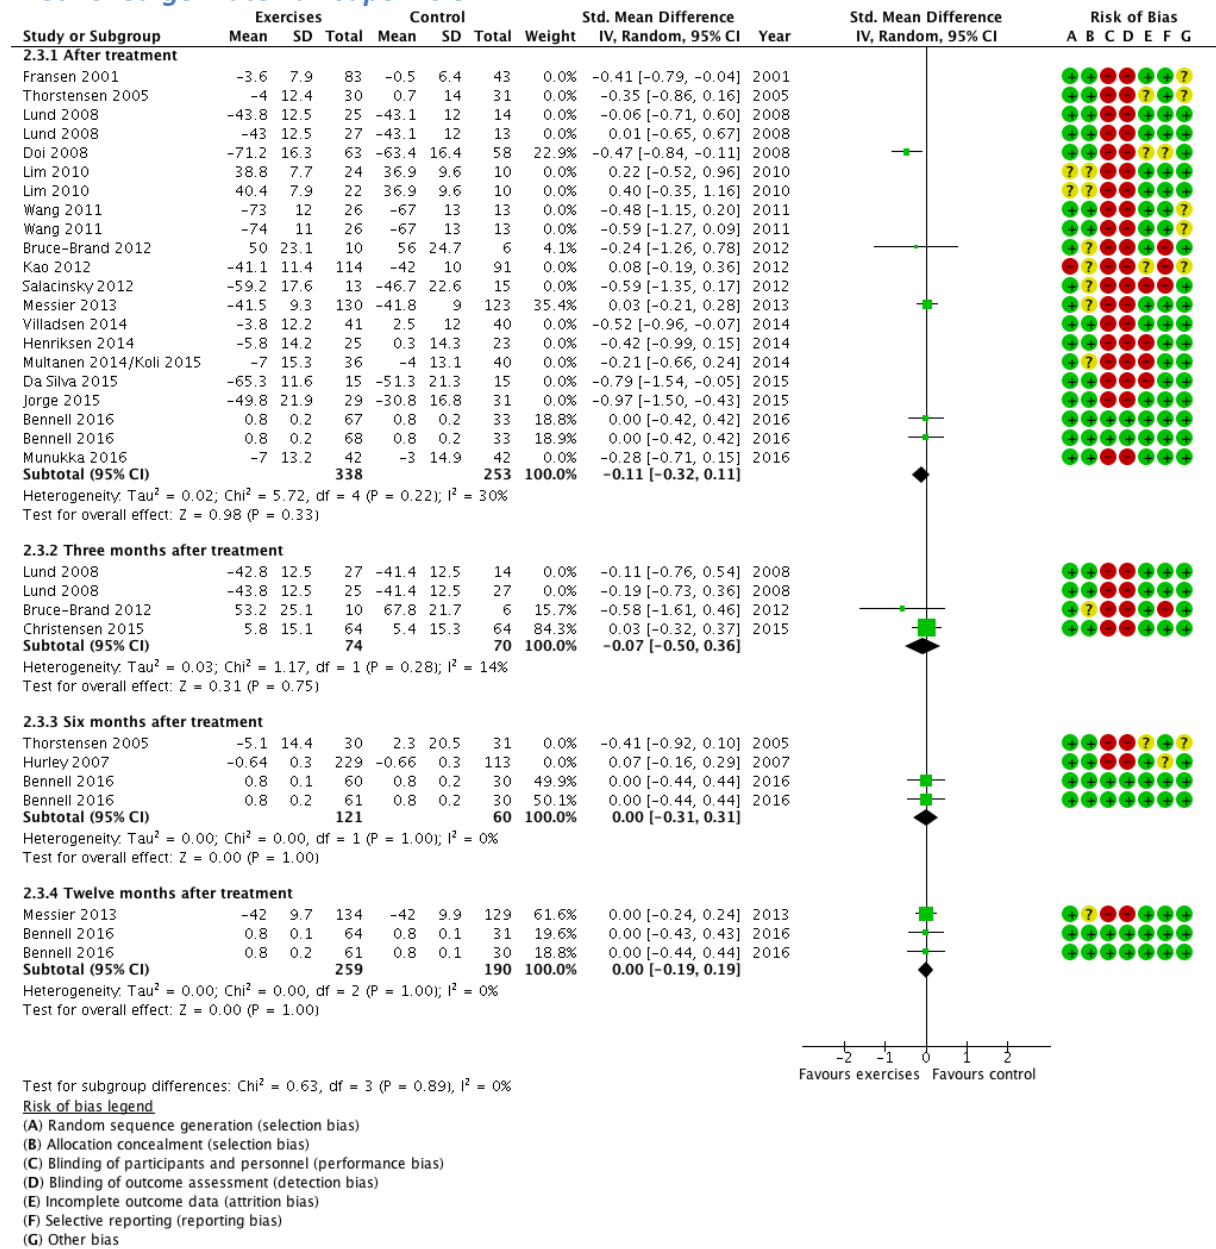 Exercises Control Std. Mean Difference Std. Mean Difference Risk of Bias
Study or Subgroup Mean SD Total Mean SD Total Weight IV, Random, 95% CI Year IV, Random, 95% CI A B C D E F G
2.3.1 After treatment
Fransen 2001 −3.6 7.9 83 −0.5 6.4 43 0.0% −0.41 [−0.79, −0.04] 2001 + + − − + + ?
Thorstensen 2005 −4 12.4 30 0.7 14 31 0.0% −0.35 [−0.86, 0.16] 2005 + + − − ? + ?
Lund 2008 −43.8 12.5 25 −43.1 12 14 0.0% −0.06 [−0.71, 0.60] 2008 + + − − + + +
Lund 2008 −43 12.5 27 −43.1 12 13 0.0% 0.01 [−0.65, 0.67] 2008 + + − − + + +
Doi 2008 −71.2 16.3 63 −63.4 16.4 58 22.9% −0.47 [−0.84, −0.11] 2008 + + − − ? ? +
Lim 2010 38.8 7.7 24 36.9 9.6 10 0.0% 0.22 [−0.52, 0.96] 2010 ? ? − − + + +
Lim 2010 40.4 7.9 22 36.9 9.6 10 0.0% 0.40 [−0.35, 1.16] 2010 ? ? − − + + +
Wang 2011 −73 12 26 −67 13 13 0.0% −0.48 [−1.15, 0.20] 2011 + + − − + + ?
Wang 2011 −74 11 26 −67 13 13 0.0% −0.59 [−1.27, 0.09] 2011 + + − − + + ?
Bruce-Brand 2012 50 23.1 10 56 24.7 6 4.1% −0.24 [−1.26, 0.78] 2012 + ? − − + − +
Kao 2012 −41.1 11.4 114 −42 10 91 0.0% 0.08 [−0.19, 0.36] 2012 − ? − − ? − ?
Salacinsky 2012 −59.2 17.6 13 −46.7 22.6 15 0.0% −0.59 [−1.35, 0.17] 2012 + ? − − − − +
Messier 2013 −41.5 9.3 130 −41.8 9 123 35.4% 0.03 [−0.21, 0.28] 2013 + ? − − + + +
Villadsen 2014 −3.8 12.2 41 2.5 12 40 0.0% −0.52 [−0.96, −0.07] 2014 + + − − + + +
Henriksen 2014 −5.8 14.2 25 0.3 14.3 23 0.0% −0.42 [−0.99, 0.15] 2014 + + − − − + +
Multanen 2014/Koli 2015 −7 15.3 36 −4 13.1 40 0.0% −0.21 [−0.66, 0.24] 2014 + ? − − − + +
Da Silva 2015 −65.3 11.6 15 −51.3 21.3 15 0.0% −0.79 [−1.54, −0.05] 2015 + + − − − + +
Jorge 2015 −49.8 21.9 29 −30.8 16.8 31 0.0% −0.97 [−1.50, −0.43] 2015 + + − − + + +
Bennell 2016 0.8 0.2 67 0.8 0.2 33 18.8% 0.00 [−0.42, 0.42] 2016 + + + + + + +
Bennell 2016 0.8 0.2 68 0.8 0.2 33 18.9% 0.00 [−0.42, 0.42] 2016 + + + + + + +
Munukka 2016 −7 13.2 42 −3 14.9 42 0.0% −0.28 [−0.71, 0.15] 2016 + + − − + + +
Subtotal (95% CI) 338 253 100.0% −0.11 [−0.32, 0.11]
Heterogeneity: Tau² = 0.02; Chi² = 5.72, df = 4 (P = 0.22); I² = 30%
Test for overall effect: Z = 0.98 (P = 0.33)
2.3.2 Three months after treatment
Lund 2008 −42.8 12.5 27 −41.4 12.5 14 0.0% −0.11 [−0.76, 0.54] 2008 + + − − + + +
Lund 2008 −43.8 12.5 25 −41.4 12.5 27 0.0% −0.19 [−0.73, 0.36] 2008 + + − − + + +
Bruce-Brand 2012 53.2 25.1 10 67.8 21.7 6 15.7% −0.58 [−1.61, 0.46] 2012 + ? − − + − +
Christensen 2015 5.8 15.1 64 5.4 15.3 64 84.3% 0.03 [−0.32, 0.37] 2015 + + − − + + +
Subtotal (95% CI) 74 70 100.0% −0.07 [−0.50, 0.36]
Heterogeneity: Tau² = 0.03; Chi² = 1.17, df = 1 (P = 0.28); I² = 14%
Test for overall effect: Z = 0.31 (P = 0.75)
2.3.3 Six months after treatment
Thorstensen 2005 −5.1 14.4 30 2.3 20.5 31 0.0% −0.41 [−0.92, 0.10] 2005 + + − − ? + ?
Hurley 2007 −0.64 0.3 229 −0.66 0.3 113 0.0% 0.07 [−0.16, 0.29] 2007 + + − − + ? +
Bennell 2016 0.8 0.1 60 0.8 0.2 30 49.9% 0.00 [−0.44, 0.44] 2016 + + + + + + +
Bennell 2016 0.8 0.2 61 0.8 0.2 30 50.1% 0.00 [−0.44, 0.44] 2016 + + + + + + +
Subtotal (95% CI) 121 60 100.0% 0.00 [−0.31, 0.31]
Heterogeneity: Tau² = 0.00; Chi² = 0.00, df = 1 (P = 1.00); I² = 0%
Test for overall effect: Z = 0.00 (P = 1.00)
2.3.4 Twelve months after treatment
Messier 2013 −42 9.7 134 −42 9.9 129 61.6% 0.00 [−0.24, 0.24] 2013 + ? − − + + +
Bennell 2016 0.8 0.1 64 0.8 0.1 31 19.6% 0.00 [−0.43, 0.43] 2016 + + + + + + +
Bennell 2016 0.8 0.2 61 0.8 0.1 30 18.8% 0.00 [−0.44, 0.44] 2016 + + + + + + +
Subtotal (95% CI) 259 190 100.0% 0.00 [−0.19, 0.19]
Heterogeneity: Tau² = 0.00; Chi² = 0.00, df = 2 (P = 1.00); I² = 0%
Test for overall effect: Z = 0.00 (P = 1.00)
−2 −1 0 1 2
Favours exercises Favours control
Test for subgroup differences: Chi² = 0.63, df = 3 (P = 0.89), I² = 0%
Risk of bias legend
(A) Random sequence generation (selection bias)
(B) Allocation concealment (selection bias)
(C) Blinding of participants and personnel (performance bias)
(D) Blinding of outcome assessment (detection bias)
(E) Incomplete outcome data (attrition bias)
(F) Selective reporting (reporting bias)
(G) Other bias